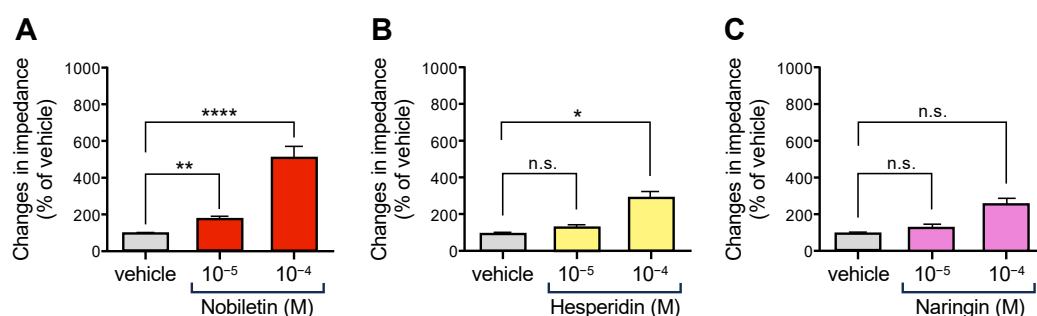 A
Changes in impedance
(% of vehicle)
1000
800
600
400
200
0
****
**
vehicle
10⁻⁵
10⁻⁴
Nobiletin (M)
B
Changes in impedance
(% of vehicle)
1000
800
600
400
200
0
*
n.s.
vehicle
10⁻⁵
10⁻⁴
Hesperidin (M)
C
Changes in impedance
(% of vehicle)
1000
800
600
400
200
0
n.s.
n.s.
vehicle
10⁻⁵
10⁻⁴
Naringin (M)